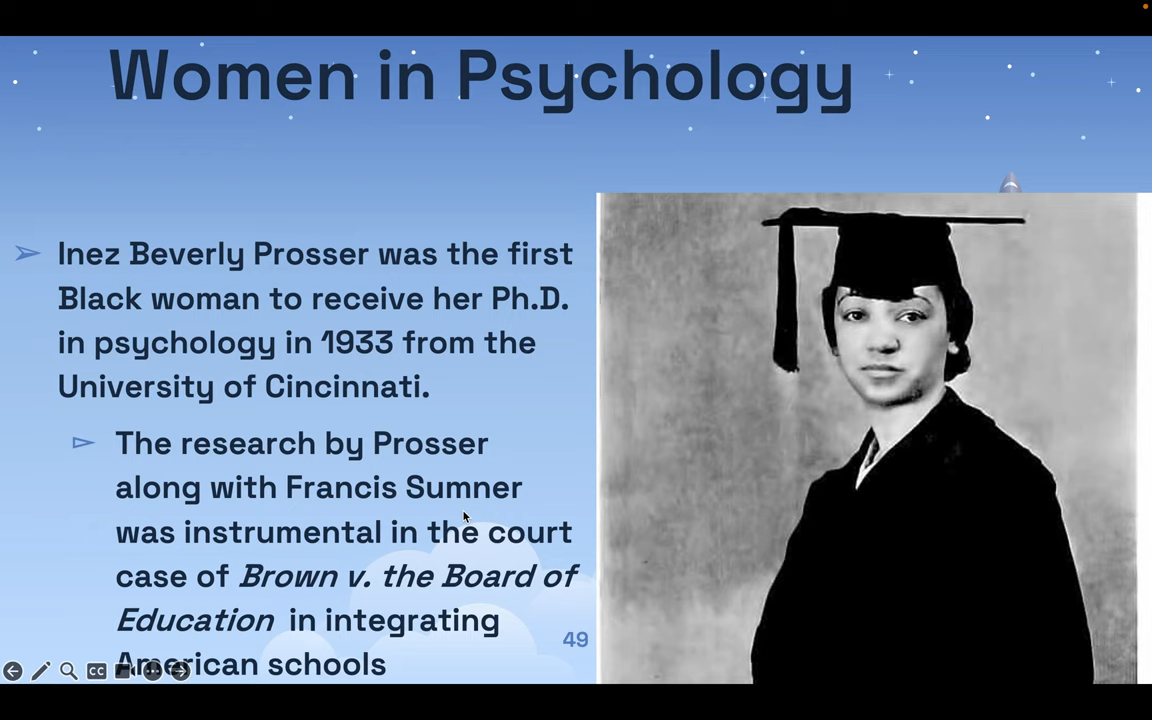 Women in Psychology
Inez Beverly Prosser was the first
Black woman to receive her Ph.D.
in psychology in 1933 from the
University of Cincinnati.
The research by Prosser
along with Francis Sumner
was instrumental in the court
case of Brown v. the Board of
Education in integrating
49
American schools
CC